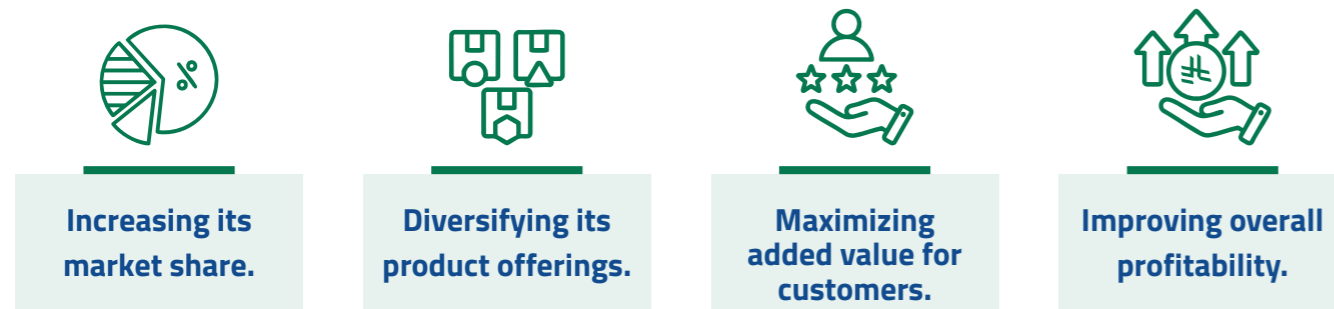 %
Increasing its
market share.
Diversifying its
product offerings.
Maximizing
added value for
customers.
Improving overall
profitability.